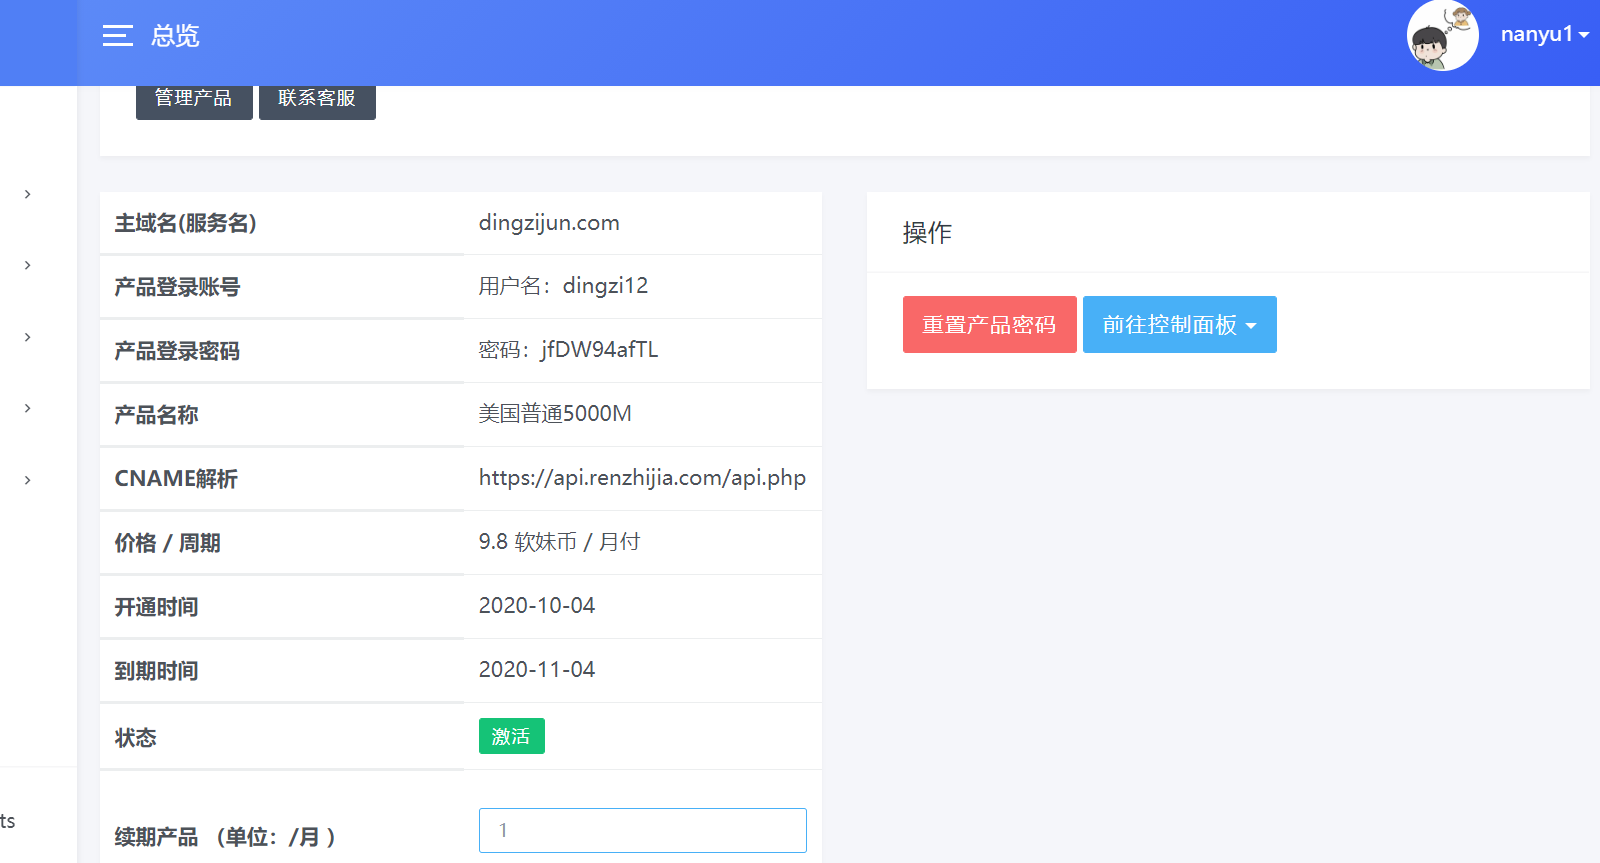 总览
nanyu1
管理产品 联系客服
主域名(服务名) dingzijun.com
产品登录账号 用户名：dingzi12
产品登录密码 密码：jfDW94afTL
产品名称 美国普通5000M
CNAME解析 https://api.renzhijia.com/api.php
价格 / 周期 9.8 软妹币 / 月付
开通时间 2020-10-04
到期时间 2020-11-04
状态 激活
续期产品 （单位：/月 ） 1
操作
重置产品密码 前往控制面板
ts